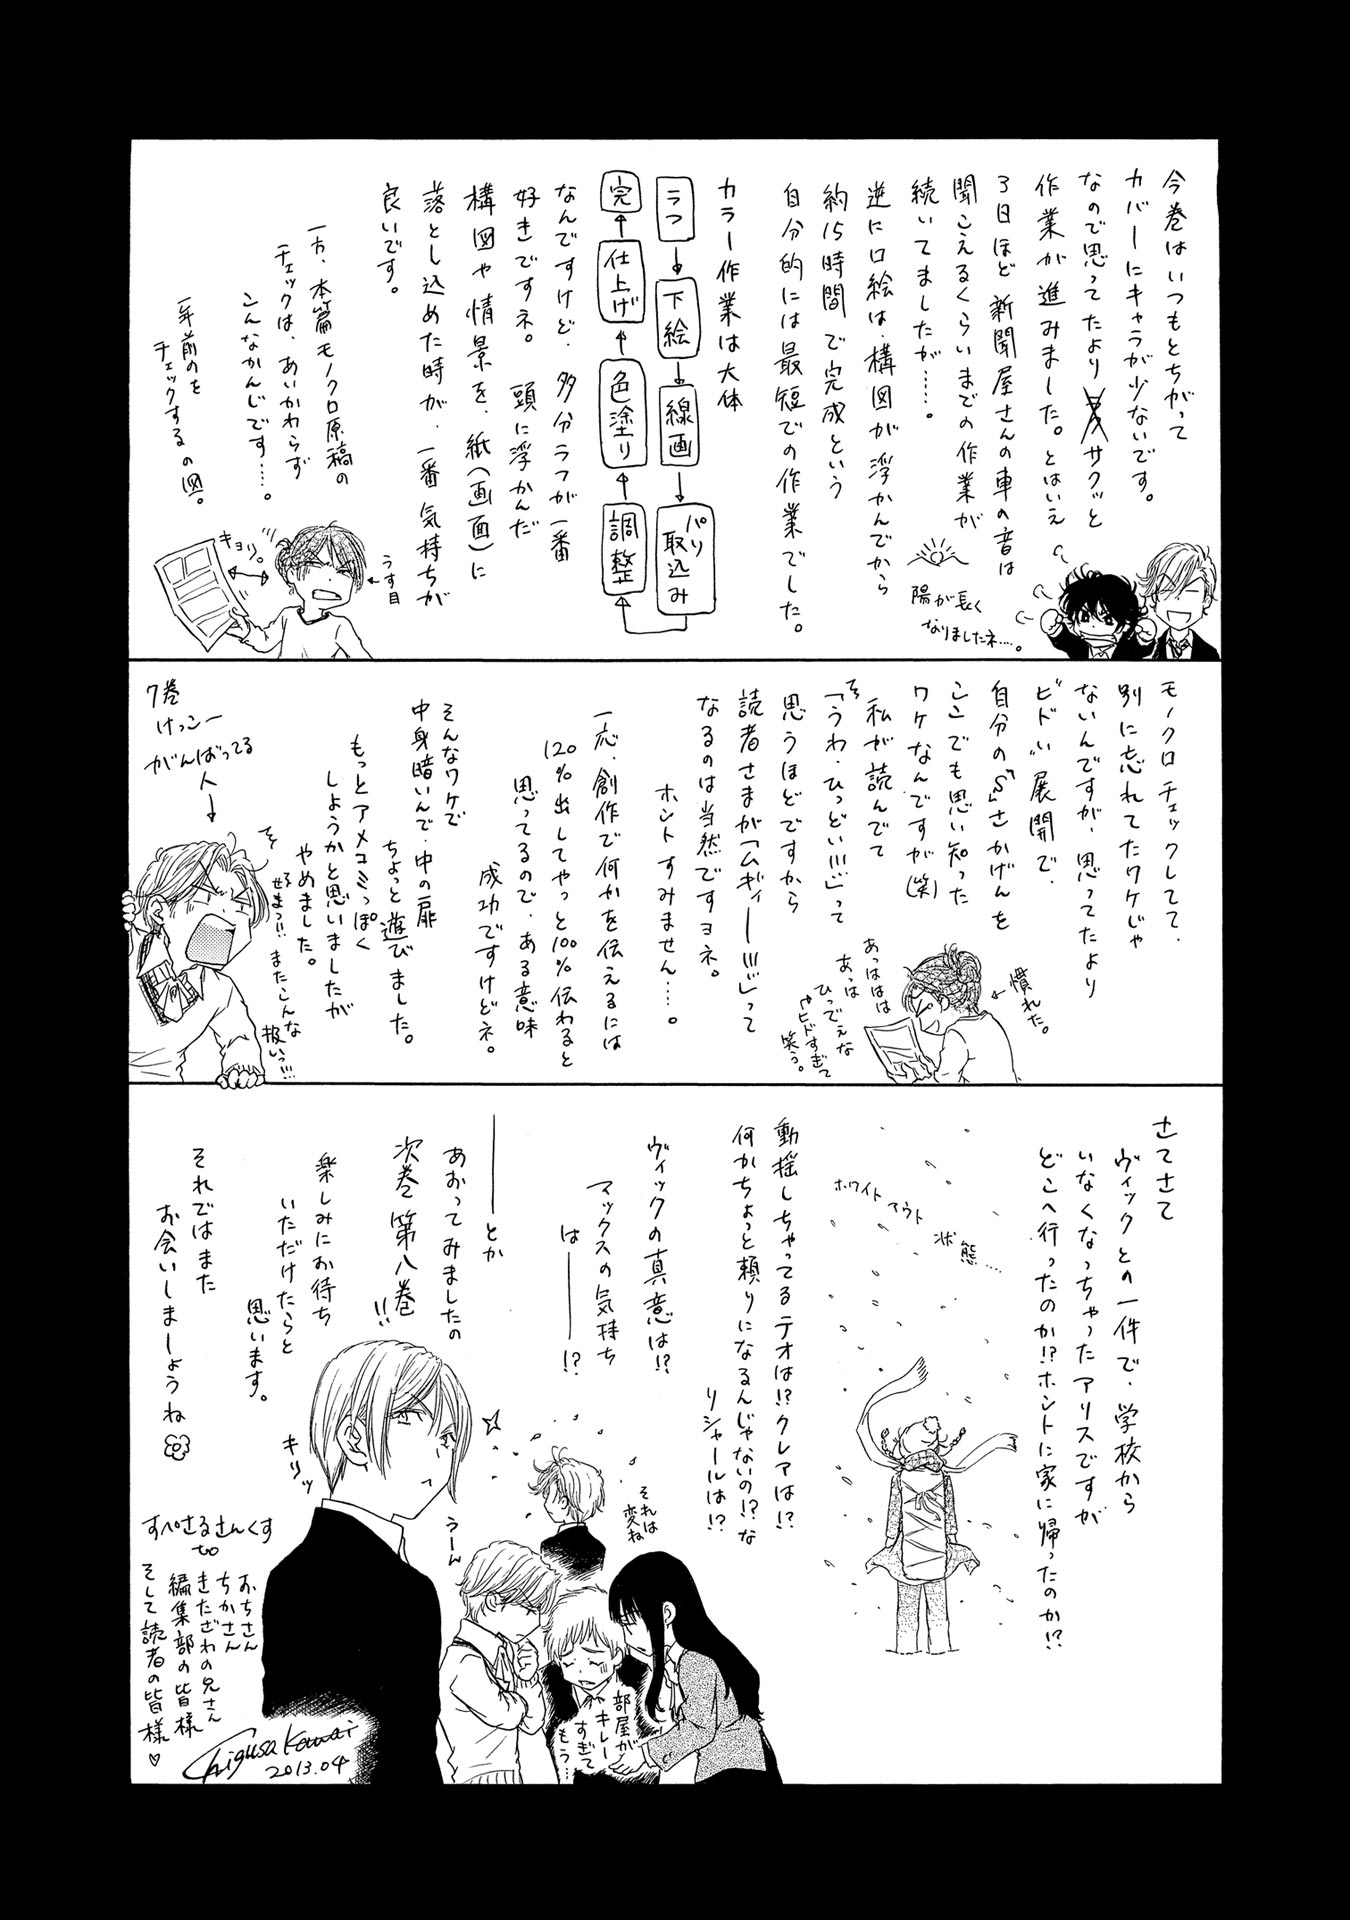 今巻はいつもとちがって
カバーにキャラが少ないです。
なので思ってたよりサクッと
作業が進みました。とはいえ
3日ほど新聞屋さんの車の音は
聞こえるくらいまでの作業が
続いてましたが……。
陽が長く
なりましたネ…。
逆に口絵は、構図が浮かんでから
約15時間で完成という
自分的には最短での作業でした。
カラー作業は大体
ラフ
下絵
線画
パソ取込み
調整
色塗り
仕上げ
完
なんですけど、多分ラフが一番
好きですネ。頭に浮かんだ
構図や情景を、紙(画面)に
落とし込めた時が、一番気持ちが
良いです。
一方、本篇モノクロ原稿の
チェックは、あいかわらず
こんなかんじです……。
一年前のを
チェックするの図。
うす目
キョリ。
モノクロチェックしてて、
別に忘れてたワケじゃ
ないんですが、思ってたより
"ヒドい"展開で、
自分の「S」さかげんを
ここでも思い知った
ワケなんですが(笑)
私が読んでて
「うわ、ひっどい!!!」って
思うほどですから
読者さまが「ムギィー!!!」って
なるのは当然ですヨネ。
ホントすみません……。
慣れた。
あっははは
あっは
ひっでぇな
ヒドすぎて
笑う。
一応、創作で何かを伝えるには
120%出してやっと100%伝わると
思ってるので、ある意味
成功ですけどネ。
そんなワケで
中身暗いんで、中の扉
ちょっと遊びました。
もっとアメコミっぽく
しようかと思いましたが
やめました。
7巻
けっこー
がんばってる
人
またこんな
扱いっ!!!
さてさて
ヴィックとの一件で、学校から
いなくなっちゃったアリスですが
どこへ行ったのか!?ホントに家に帰ったのか!?
ホワイトアウト状態…
動揺しちゃってるテオは!?クレアは!?
何かちょっと頼りになるんじゃないの!?な
リシャールは!?
ヴィックの真意は!?
マックスの気持ち
は――!?
――とか
あおってみましたの
次巻第八巻!!
楽しみにお待ち
いただけたらと
思います。
それではまた
お会いしましょうね
キリッ
うーん
それは
変ね
部屋が
キレー
すぎて
もう…
すぺさるさんくす
to
おちさん
ちかさん
きたざわの兄さん
編集部の皆様
そして読者の皆様♡
Chigusa Kawai
2013.04